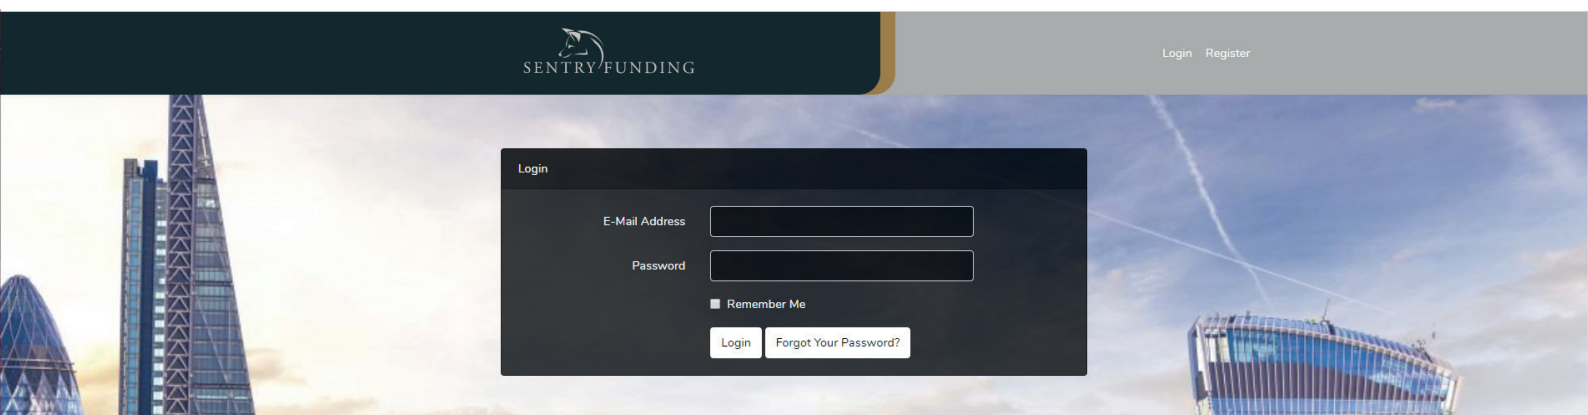 SENTRY FUNDING
Login Register
Login
E-Mail Address
Password
Remember Me
Login Forgot Your Password?